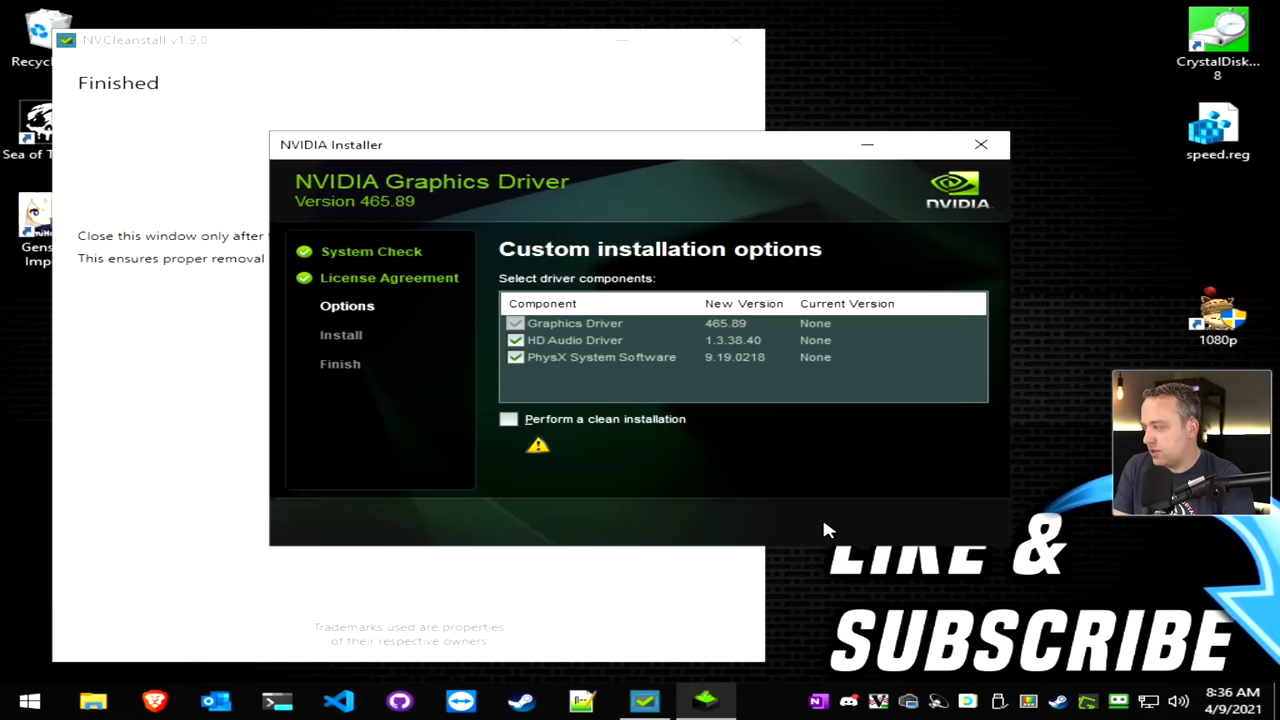 Recyc
Sea of T
Gens
Imp
NVCleanstall v1.9.0
Finished
Close this window only after
This ensures proper removal
Trademarks used are properties
of their respective owners
NVIDIA Installer
NVIDIA Graphics Driver
Version 465.89
NVIDIA.
System Check
License Agreement
Options
Install
Finish
Custom installation options
Select driver components:
Component New Version Current Version
Graphics Driver 465.89 None
HD Audio Driver 1.3.38.40 None
PhysX System Software 9.19.0218 None
Perform a clean installation
CrystalDisk...
8
speed.reg
1080p
LIKE &
SUBSCRIBE
8:36 AM
4/9/2021